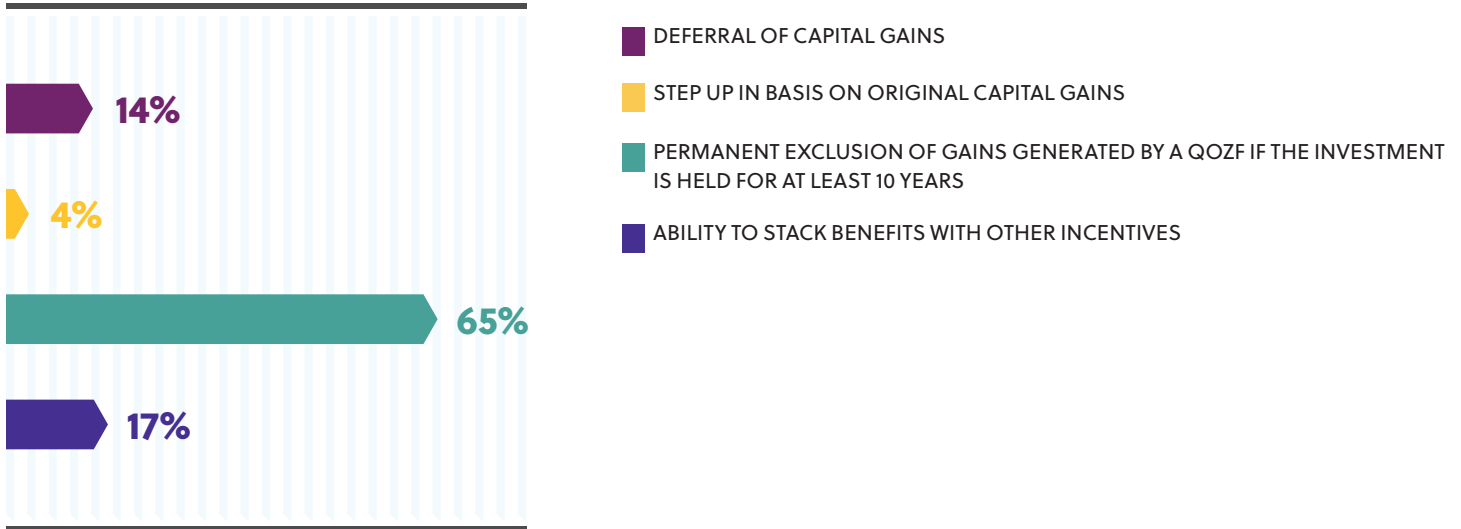 14%
4%
65%
17%
DEFERRAL OF CAPITAL GAINS
STEP UP IN BASIS ON ORIGINAL CAPITAL GAINS
PERMANENT EXCLUSION OF GAINS GENERATED BY A QOZF IF THE INVESTMENT
IS HELD FOR AT LEAST 10 YEARS
ABILITY TO STACK BENEFITS WITH OTHER INCENTIVES